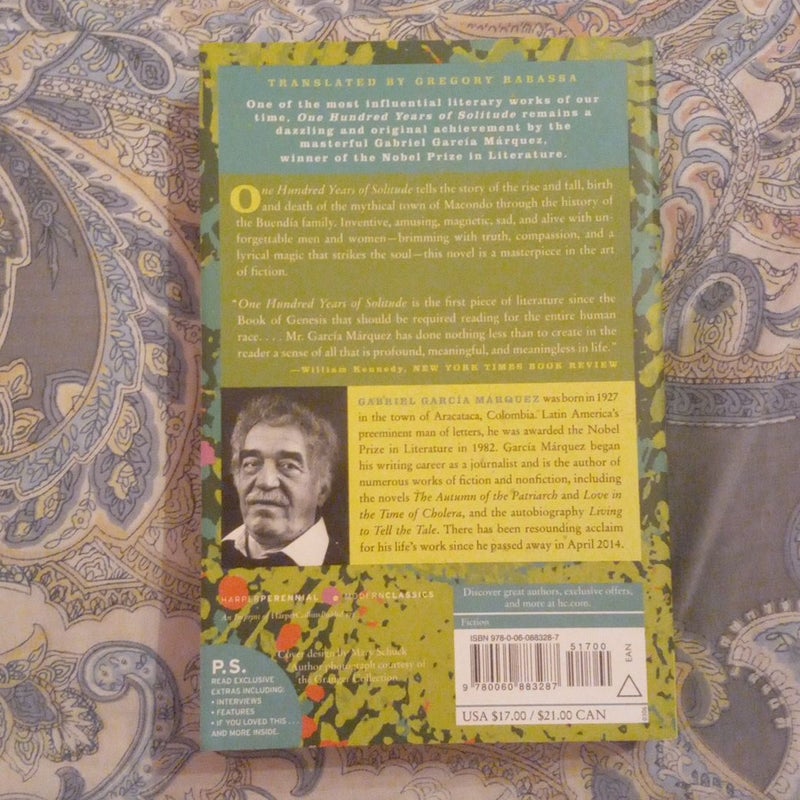 TRANSLATED BY GREGORY RABASSA
One of the most influential literary works of our
time, One Hundred Years of Solitude remains a
dazzling and original achievement by the
masterful Gabriel García Márquez,
winner of the Nobel Prize in Literature.
One Hundred Years of Solitude tells the story of the rise and fall, birth
and death of the mythical town of Macondo through the history of
the Buendía family. Inventive, amusing, magnetic, sad, and alive with un-
forgettable men and women—brimming with truth, compassion, and a
lyrical magic that strikes the soul—this novel is a masterpiece in the art
of fiction.
"One Hundred Years of Solitude is the first piece of literature since the
Book of Genesis that should be required reading for the entire human
race. . . . Mr. García Márquez has done nothing less than to create in the
reader a sense of all that is profound, meaningful, and meaningless in life."
—William Kennedy, NEW YORK TIMES BOOK REVIEW
GABRIEL GARCÍA MÁRQUEZ was born in 1927
in the town of Aracataca, Colombia. Latin America's
preeminent man of letters, he was awarded the Nobel
Prize in Literature in 1982. García Márquez began
his writing career as a journalist and is the author of
numerous works of fiction and nonfiction, including
the novels The Autumn of the Patriarch and Love in
the Time of Cholera, and the autobiography Living
to Tell the Tale. There has been resounding acclaim
for his life's work since he passed away in April 2014.
HARPERPERENNIAL MODERNCLASSICS
An Imprint of HarperCollinsPublishers
Cover design by Mary Schuck
Author photograph courtesy of
the Granger Collection
P.S.
READ EXCLUSIVE
EXTRAS INCLUDING:
• INTERVIEWS
• FEATURES
• IF YOU LOVED THIS . . .
AND MORE INSIDE.
Discover great authors, exclusive offers,
and more at hc.com.
Fiction
ISBN 978-0-06-088328-7
51700
EAN
9 780060 883287
USA $17.00 / $21.00 CAN